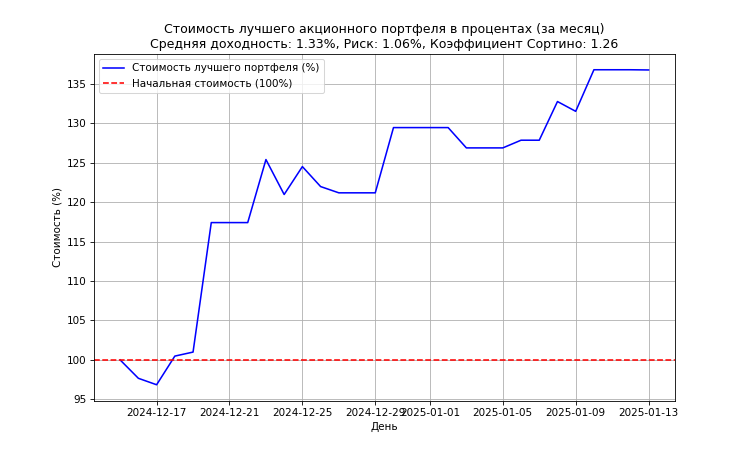 Стоимость лучшего акционного портфеля в процентах (за месяц)
Средняя доходность: 1.33%, Риск: 1.06%, Коэффициент Сортино: 1.26
Стоимость лучшего портфеля (%)
Начальная стоимость (100%)
Стоимость (%)
135
130
125
120
115
110
105
100
95
2024-12-17 2024-12-21 2024-12-25 2024-12-29 2025-01-01 2025-01-05 2025-01-09 2025-01-13
День